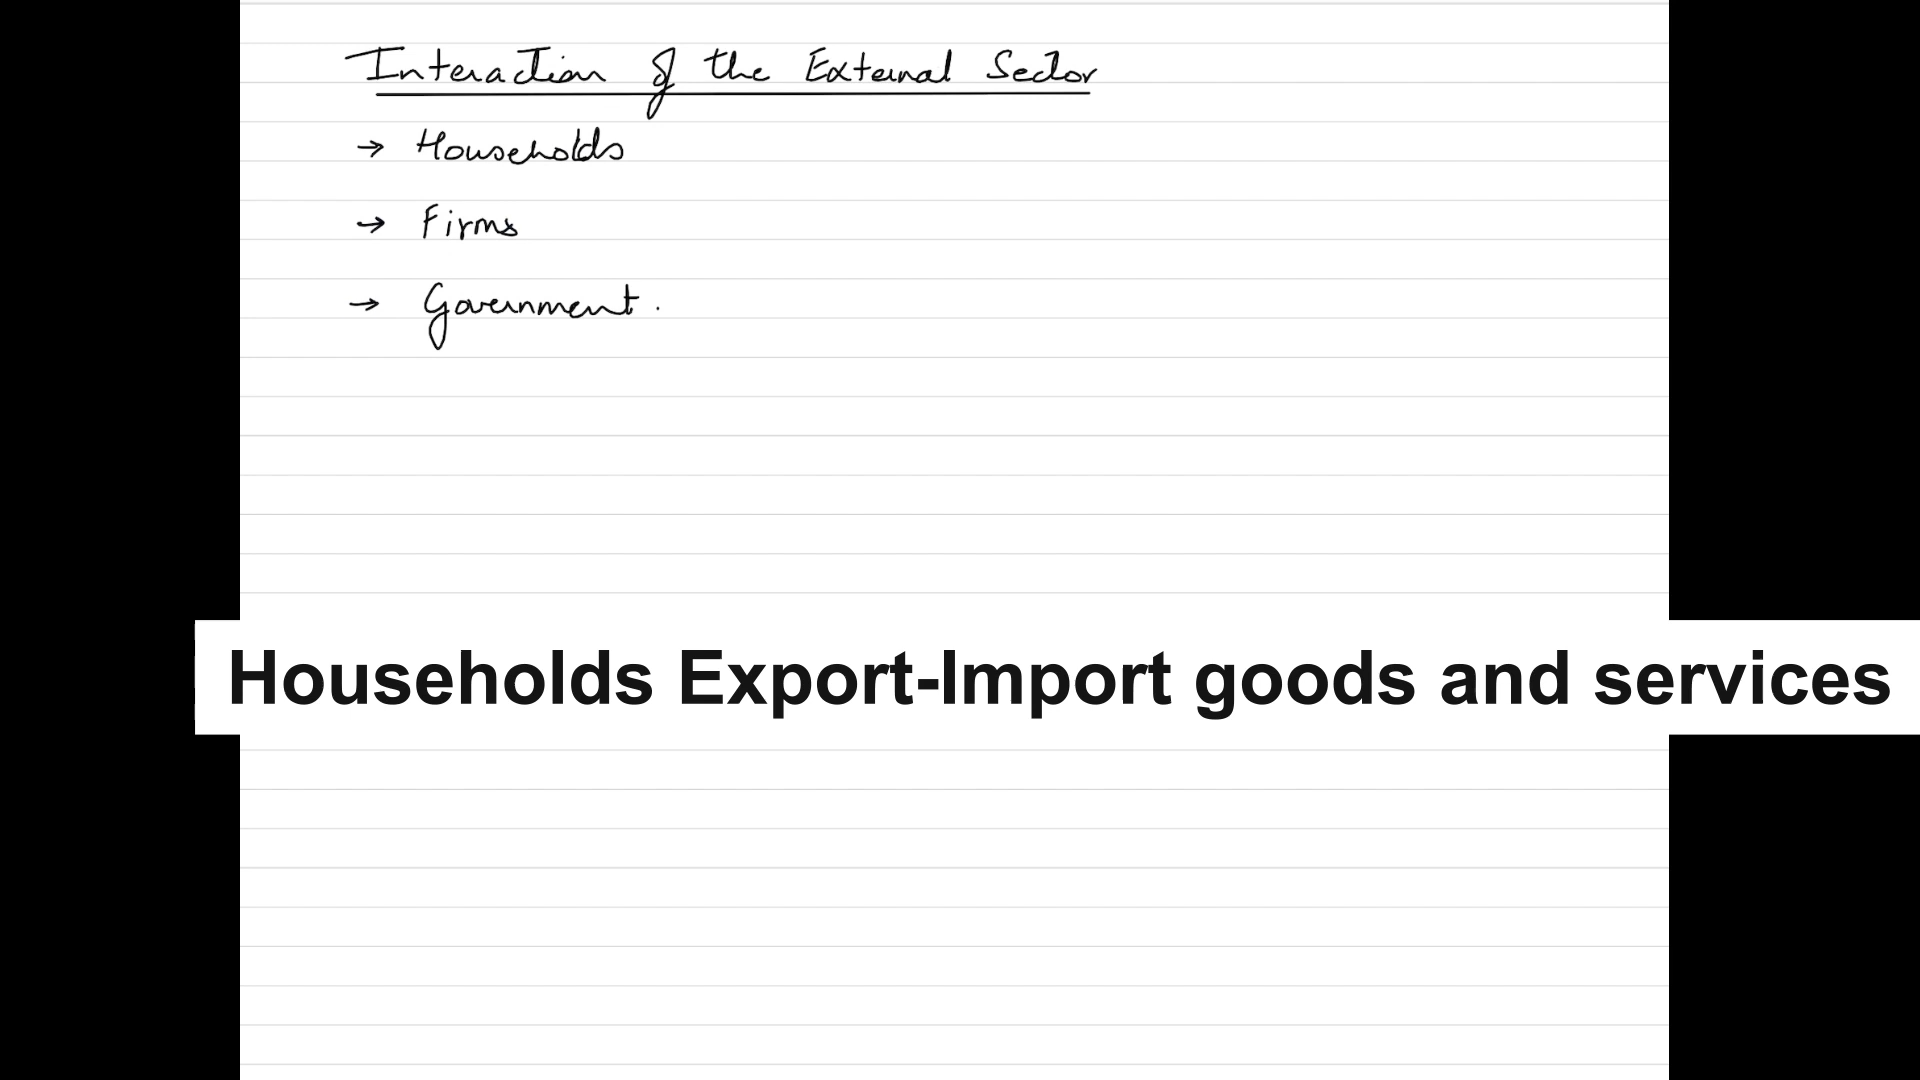 Interaction of the External Sector
→ Households
→ Firms
→ Government.
Households Export-Import goods and services